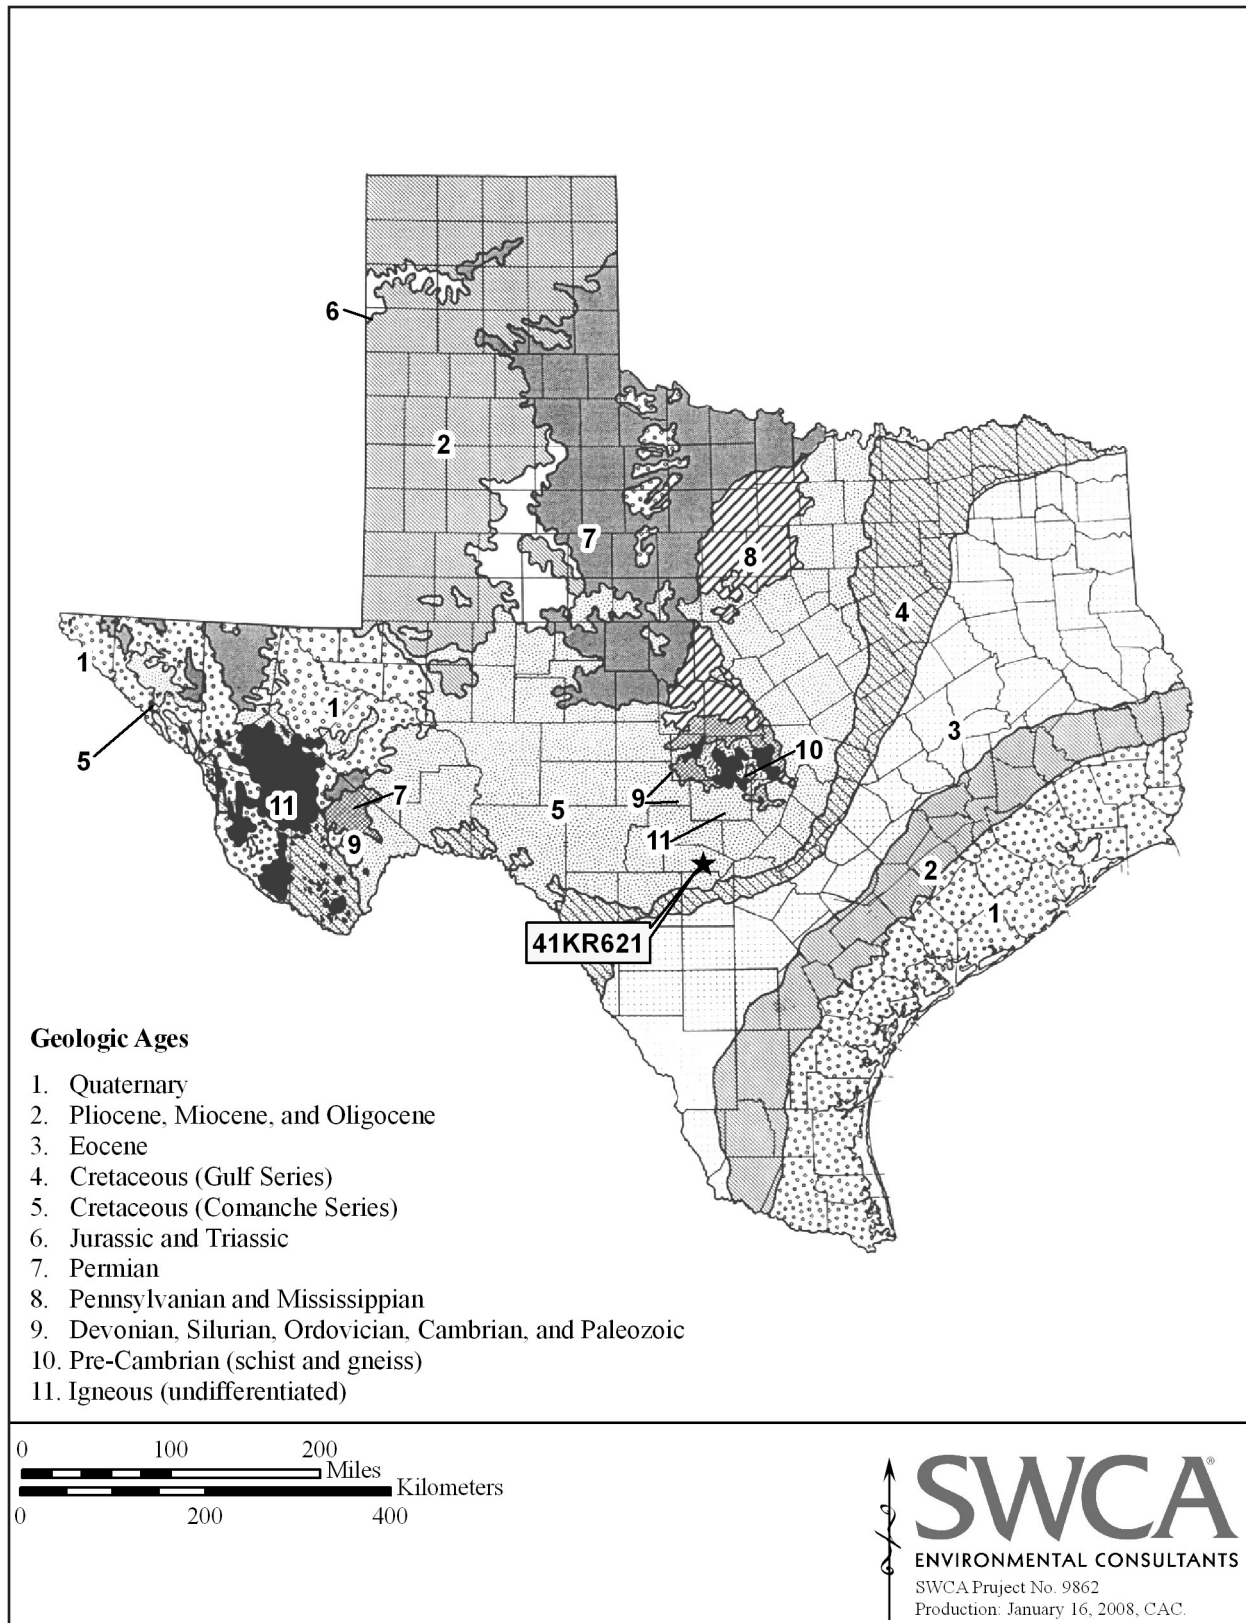 6
2
7
8
4
1
1
3
5
10
7
9
5
11
9
11
2
1
41KR621
Geologic Ages
1. Quaternary
2. Pliocene, Miocene, and Oligocene
3. Eocene
4. Cretaceous (Gulf Series)
5. Cretaceous (Comanche Series)
6. Jurassic and Triassic
7. Permian
8. Pennsylvanian and Mississippian
9. Devonian, Silurian, Ordovician, Cambrian, and Paleozoic
10. Pre-Cambrian (schist and gneiss)
11. Igneous (undifferentiated)
0 100 200
Miles
Kilometers
0 200 400
SWCA®
ENVIRONMENTAL CONSULTANTS
SWCA Pruject No. 9862
Production: January 16, 2008, CAC.